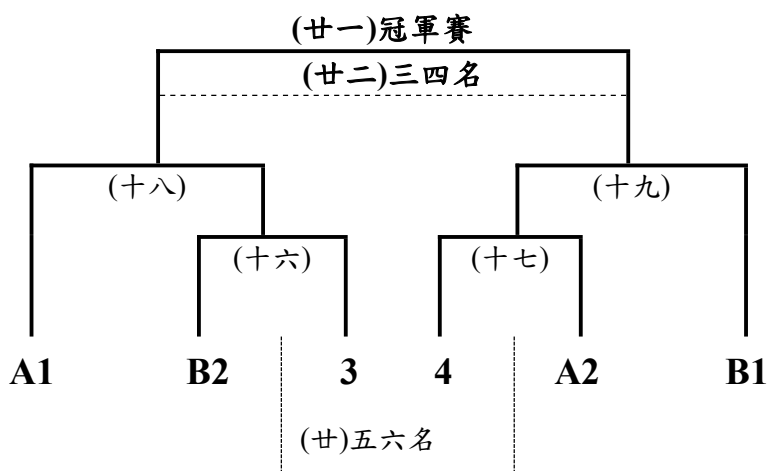 (廿一)冠軍賽
(廿二)三四名
(十八)
(十九)
(十六)
(十七)
A1 B2 3 4 A2 B1
(廿)五六名